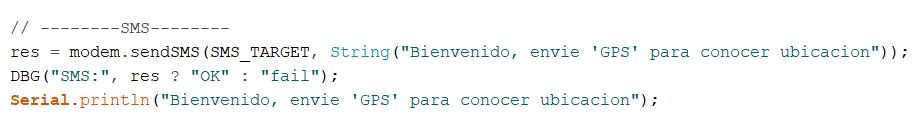 // --------SMS--------
res = modem.sendSMS(SMS_TARGET, String("Bienvenido, envie 'GPS' para conocer ubicacion"));
DBG("SMS:", res ? "OK" : "fail");
Serial.println("Bienvenido, envie 'GPS' para conocer ubicacion");